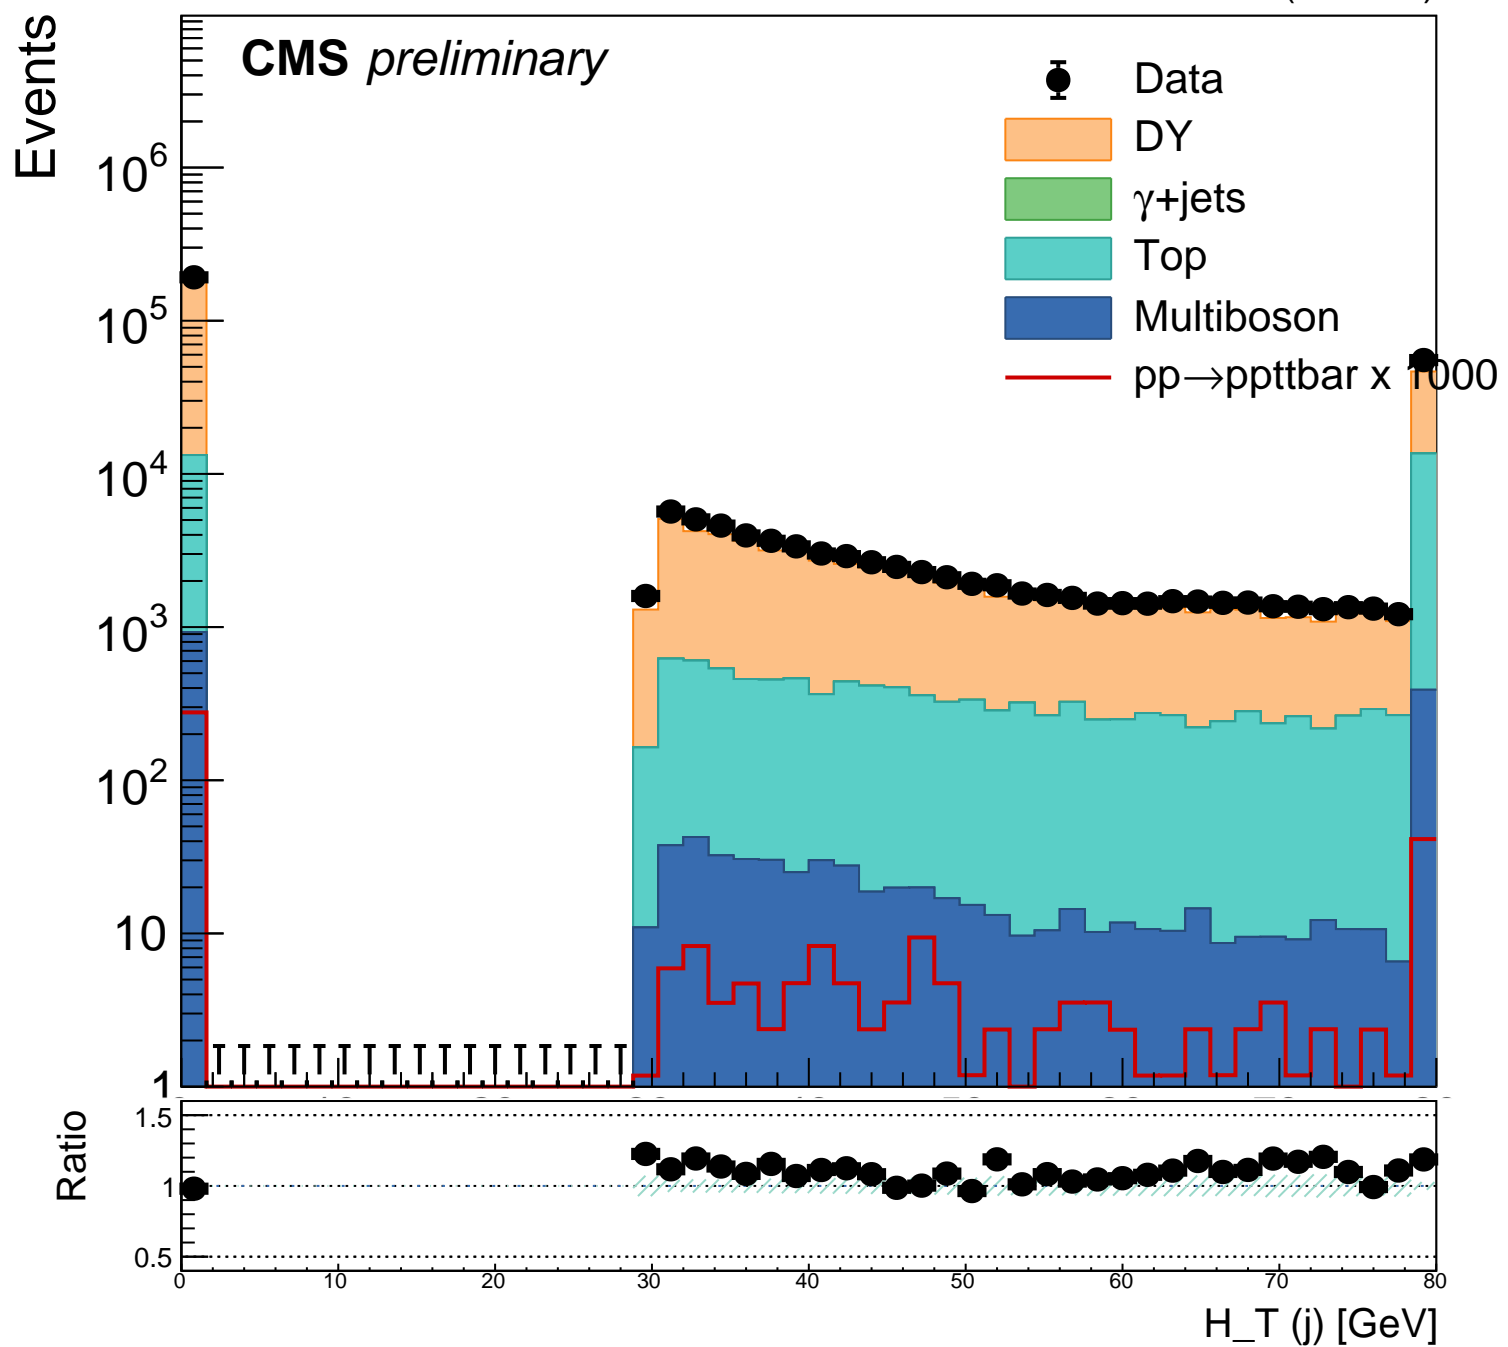 CMS preliminary
Events
Data
DY
γ+jets
Top
Multiboson
pp→ppttbar x 1000
10^6
10^5
10^4
10^3
10^2
10
1
Ratio
1.5
1
0.5
0 10 20 30 40 50 60 70 80
H_T (j) [GeV]